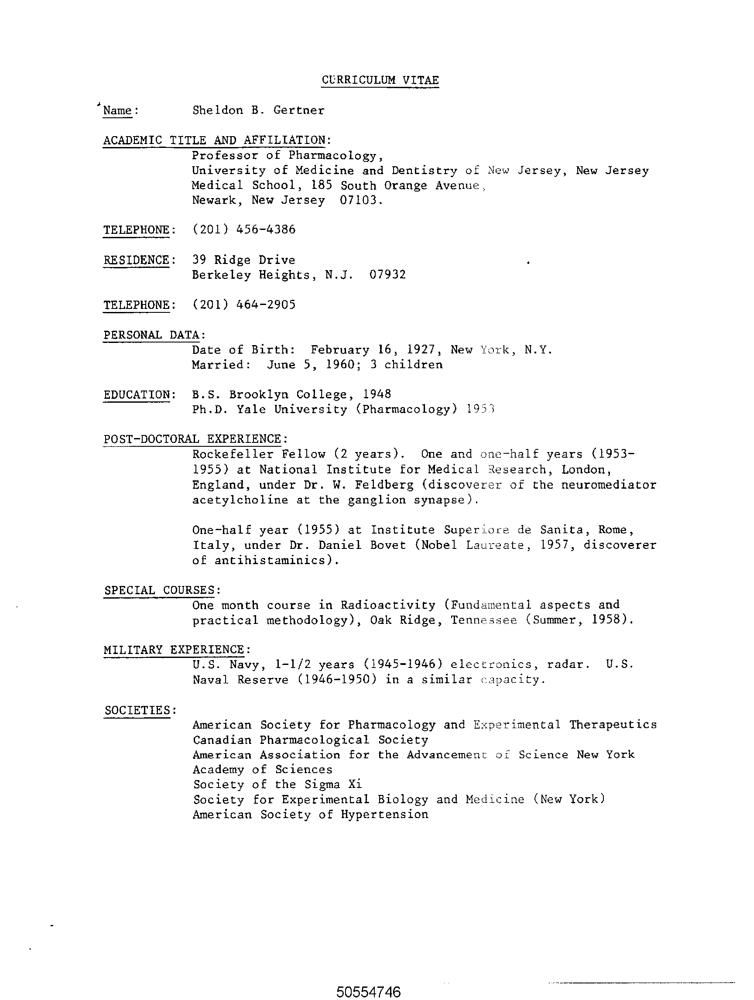 CURRICULUM VITAE
Name: Sheldon B. Gertner
ACADEMIC TITLE AND AFFILIATION:
Professor of Pharmacology,
University of Medicine and Dentistry of New Jersey, New Jersey
Medical School, 185 South Orange Avenue,
Newark, New Jersey 07103.
TELEPHONE: (201) 456-4386
RESIDENCE: 39 Ridge Drive
Berkeley Heights, N.J. 07932
TELEPHONE: (201) 464-2905
PERSONAL DATA:
Date of Birth: February 16, 1927, New York, N.Y.
Married: June 5, 1960; 3 children
EDUCATION: B.S. Brooklyn College, 1948
Ph.D. Yale University (Pharmacology) 1953
POST-DOCTORAL EXPERIENCE:
Rockefeller Fellow (2 years). One and one-half years (1953-
1955) at National Institute for Medical Research, London,
England, under Dr. W. Feldberg (discoverer of the neuromediator
acetylcholine at the ganglion synapse).
One-half year (1955) at Institute Superiore de Sanita, Rome,
Italy, under Dr. Daniel Bovet (Nobel Laureate, 1957, discoverer
of antihistaminics).
SPECIAL COURSES:
One month course in Radioactivity (Fundamental aspects and
practical methodology), Oak Ridge, Tennessee (Summer, 1958).
MILITARY EXPERIENCE:
U.S. Navy, 1-1/2 years (1945-1946) electronics, radar. U.S.
Naval Reserve (1946-1950) in a similar capacity.
SOCIETIES:
American Society for Pharmacology and Experimental Therapeutics
Canadian Pharmacological Society
American Association for the Advancement of Science New York
Academy of Sciences
Society of the Sigma Xi
Society for Experimental Biology and Medicine (New York)
American Society of Hypertension
50554746